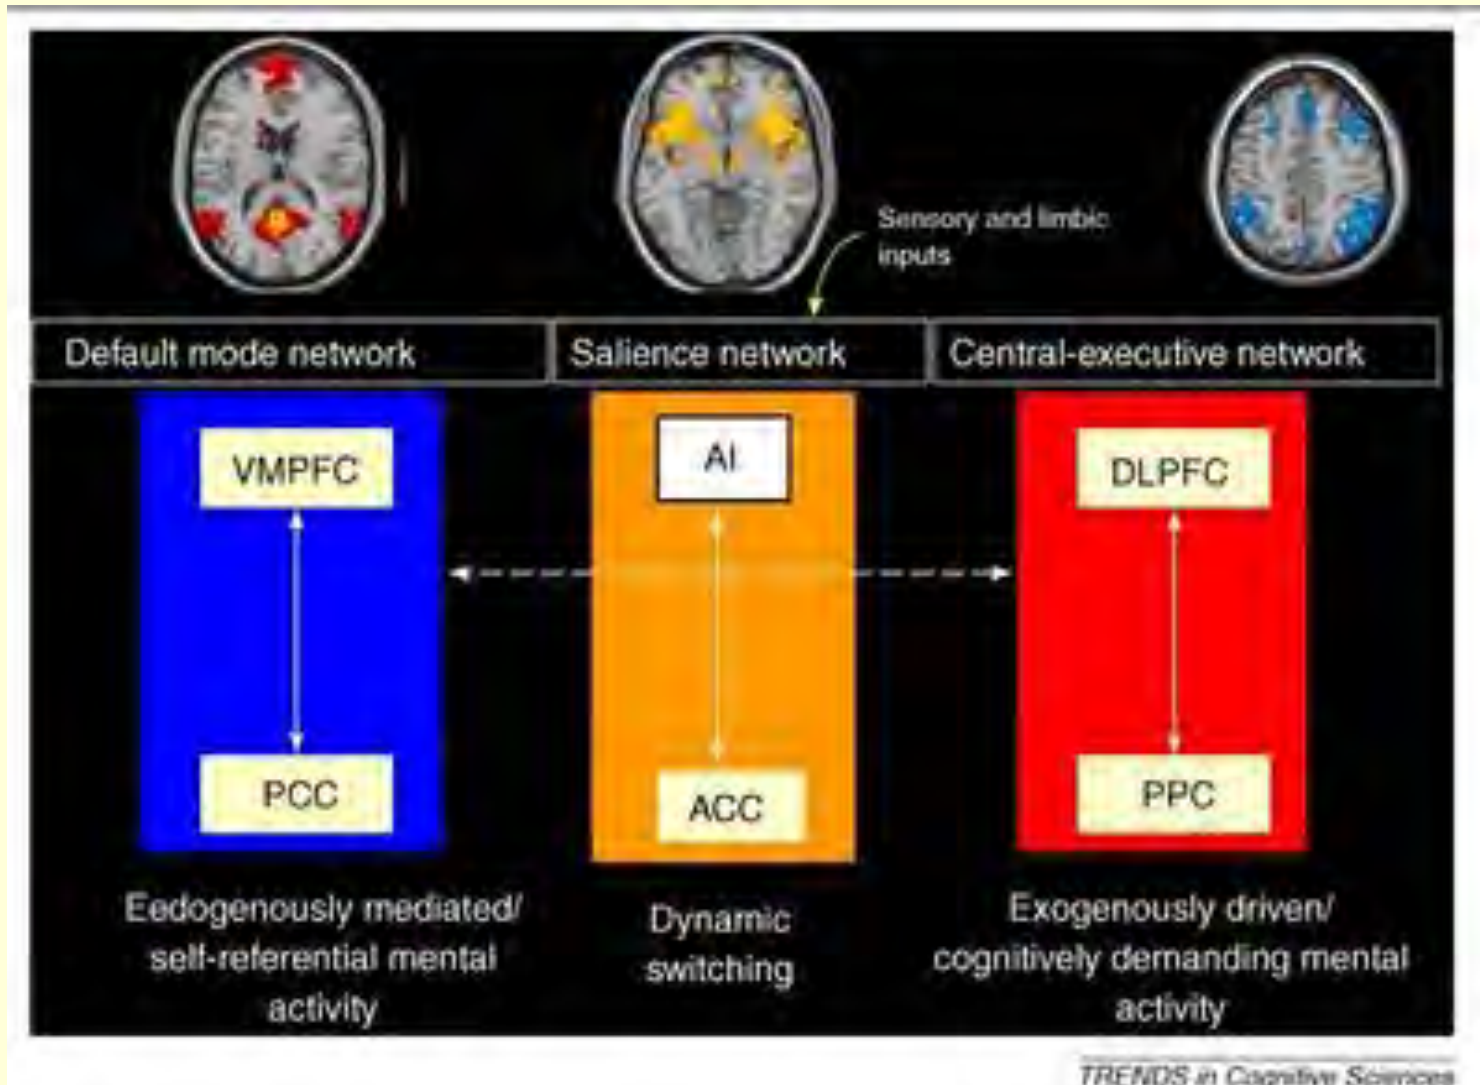 Sensory and limbic
inputs
Default mode network
Salience network
Central-executive network
VMPFC
AI
DLPFC
PCC
ACC
PPC
Eedogenously mediated/
self-referential mental
activity
Dynamic
switching
Exogenously driven/
cognitively demanding mental
activity
TRENDS in Cognitive Sciences